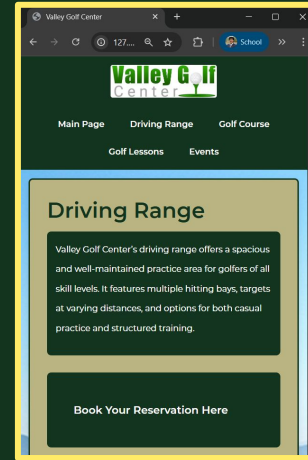 Valley Golf Center
127....
School
Valley G lf
Center
Main Page Driving Range Golf Course
Golf Lessons Events
Driving Range
Valley Golf Center's driving range offers a spacious
and well-maintained practice area for golfers of all
skill levels. It features multiple hitting bays, targets
at varying distances, and options for both casual
practice and structured training.
Book Your Reservation Here